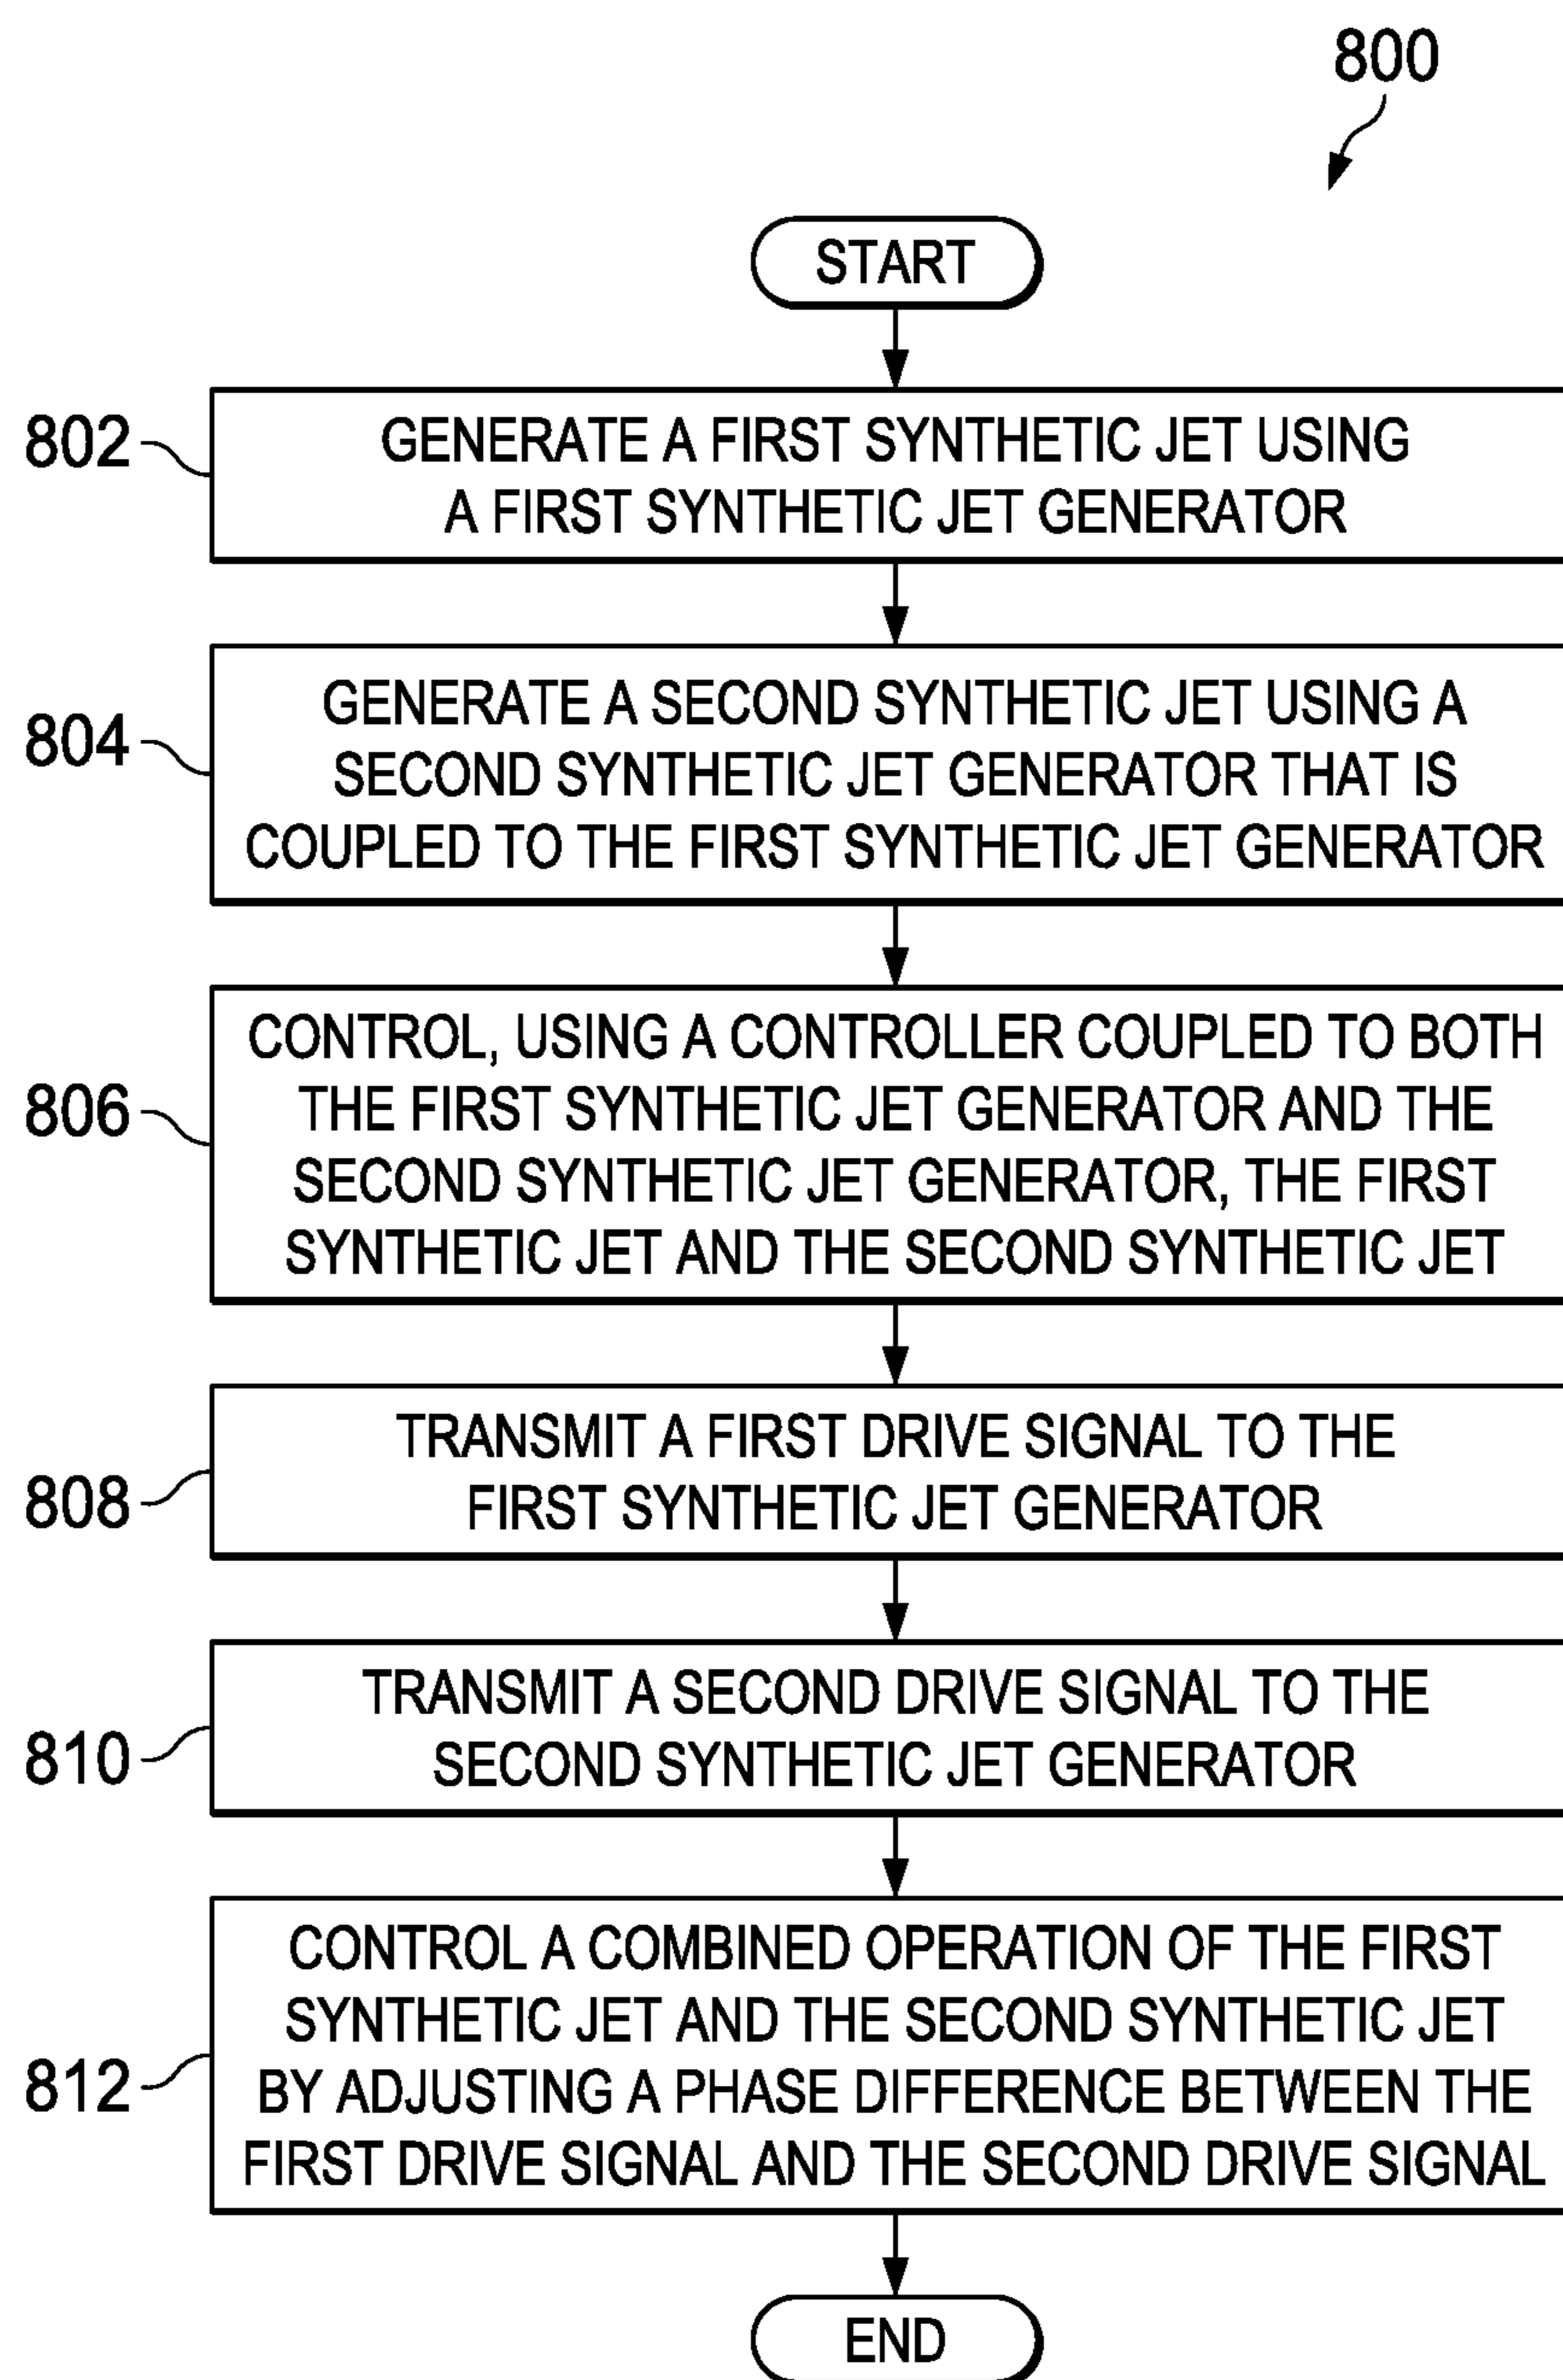 800
START
802
GENERATE A FIRST SYNTHETIC JET USING
A FIRST SYNTHETIC JET GENERATOR
804
GENERATE A SECOND SYNTHETIC JET USING A
SECOND SYNTHETIC JET GENERATOR THAT IS
COUPLED TO THE FIRST SYNTHETIC JET GENERATOR
806
CONTROL, USING A CONTROLLER COUPLED TO BOTH
THE FIRST SYNTHETIC JET GENERATOR AND THE
SECOND SYNTHETIC JET GENERATOR, THE FIRST
SYNTHETIC JET AND THE SECOND SYNTHETIC JET
808
TRANSMIT A FIRST DRIVE SIGNAL TO THE
FIRST SYNTHETIC JET GENERATOR
810
TRANSMIT A SECOND DRIVE SIGNAL TO THE
SECOND SYNTHETIC JET GENERATOR
812
CONTROL A COMBINED OPERATION OF THE FIRST
SYNTHETIC JET AND THE SECOND SYNTHETIC JET
BY ADJUSTING A PHASE DIFFERENCE BETWEEN THE
FIRST DRIVE SIGNAL AND THE SECOND DRIVE SIGNAL
END